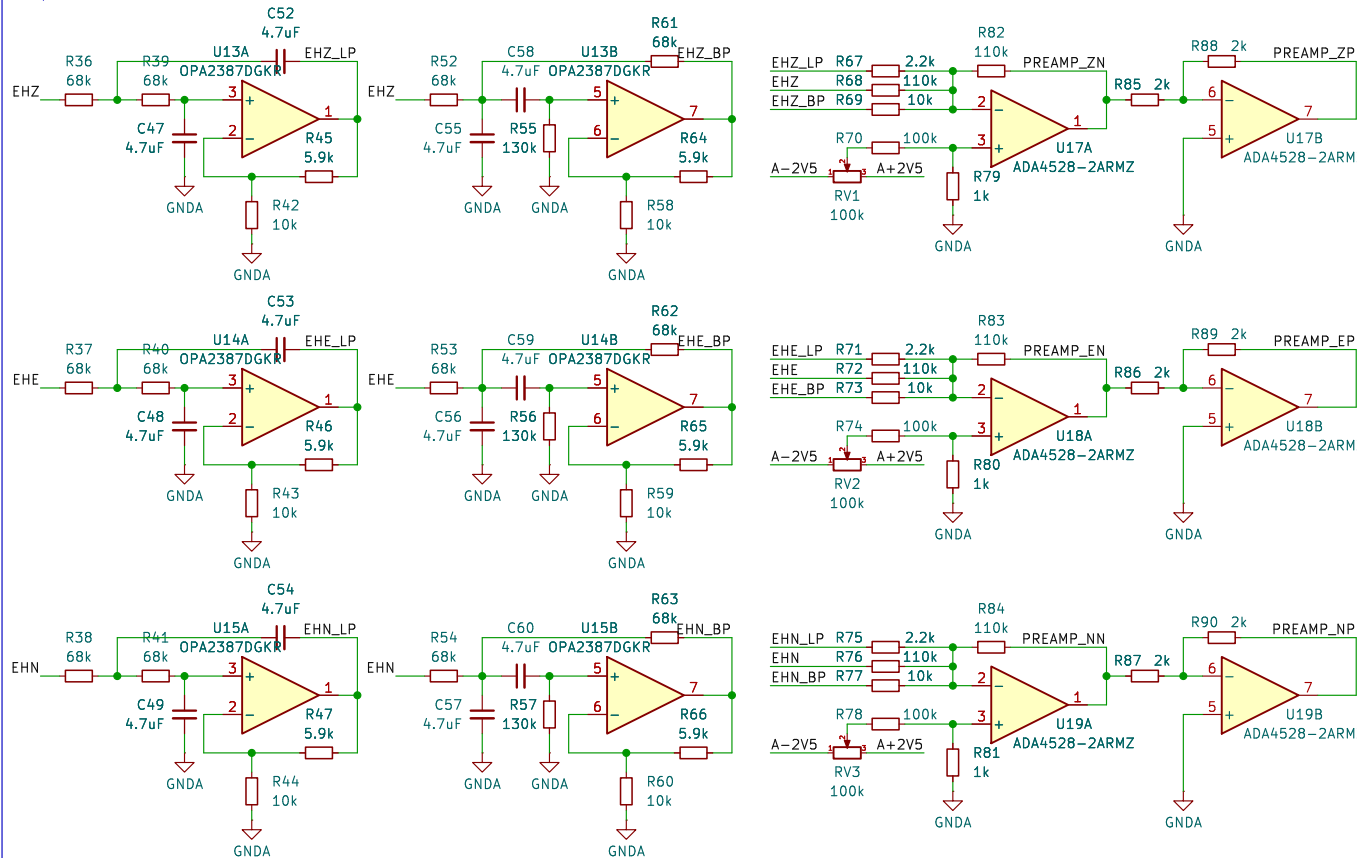 C52
4.7uF
R36
68k
R39
68k
U13A
OPA2387DGKR
EHZ_LP
EHZ
3
+
2
−
1
C47
4.7uF
R45
5.9k
GNDA
R42
10k
GNDA
R61
68k
R52
68k
C58
4.7uF
U13B
OPA2387DGKR
EHZ_BP
EHZ
5
+
6
−
7
C55
4.7uF
R55
130k
R64
5.9k
GNDA
GNDA
R58
10k
GNDA
R82
110k
EHZ_LP R67 2.2k
EHZ R68 110k
EHZ_BP R69 10k
PREAMP_ZN
2
−
3
+
1
R70
100k
A-2V5
1
2
3
A+2V5
RV1
100k
R79
1k
GNDA
U17A
ADA4528-2ARMZ
R85 2k
R88 2k
PREAMP_ZP
6
−
5
+
7
U17B
ADA4528-2ARM
GNDA
C53
4.7uF
R37
68k
R40
68k
U14A
OPA2387DGKR
EHE_LP
EHE
3
+
2
−
1
C48
4.7uF
R46
5.9k
GNDA
R43
10k
GNDA
R62
68k
R53
68k
C59
4.7uF
U14B
OPA2387DGKR
EHE_BP
EHE
5
+
6
−
7
C56
4.7uF
R56
130k
R65
5.9k
GNDA
GNDA
R59
10k
GNDA
R83
110k
EHE_LP R71 2.2k
EHE R72 110k
EHE_BP R73 10k
PREAMP_EN
2
−
3
+
1
R74
100k
A-2V5
1
2
3
A+2V5
RV2
100k
R80
1k
GNDA
U18A
ADA4528-2ARMZ
R86 2k
R89 2k
PREAMP_EP
6
−
5
+
7
U18B
ADA4528-2ARM
GNDA
C54
4.7uF
R38
68k
R41
68k
U15A
OPA2387DGKR
EHN_LP
EHN
3
+
2
−
1
C49
4.7uF
R47
5.9k
GNDA
R44
10k
GNDA
R63
68k
R54
68k
C60
4.7uF
U15B
OPA2387DGKR
EHN_BP
EHN
5
+
6
−
7
C57
4.7uF
R57
130k
R66
5.9k
GNDA
GNDA
R60
10k
GNDA
R84
110k
EHN_LP R75 2.2k
EHN R76 110k
EHN_BP R77 10k
PREAMP_NN
2
−
3
+
1
R78
100k
A-2V5
1
2
3
A+2V5
RV3
100k
R81
1k
GNDA
U19A
ADA4528-2ARMZ
R87 2k
R90 2k
PREAMP_NP
6
−
5
+
7
U19B
ADA4528-2ARM
GNDA